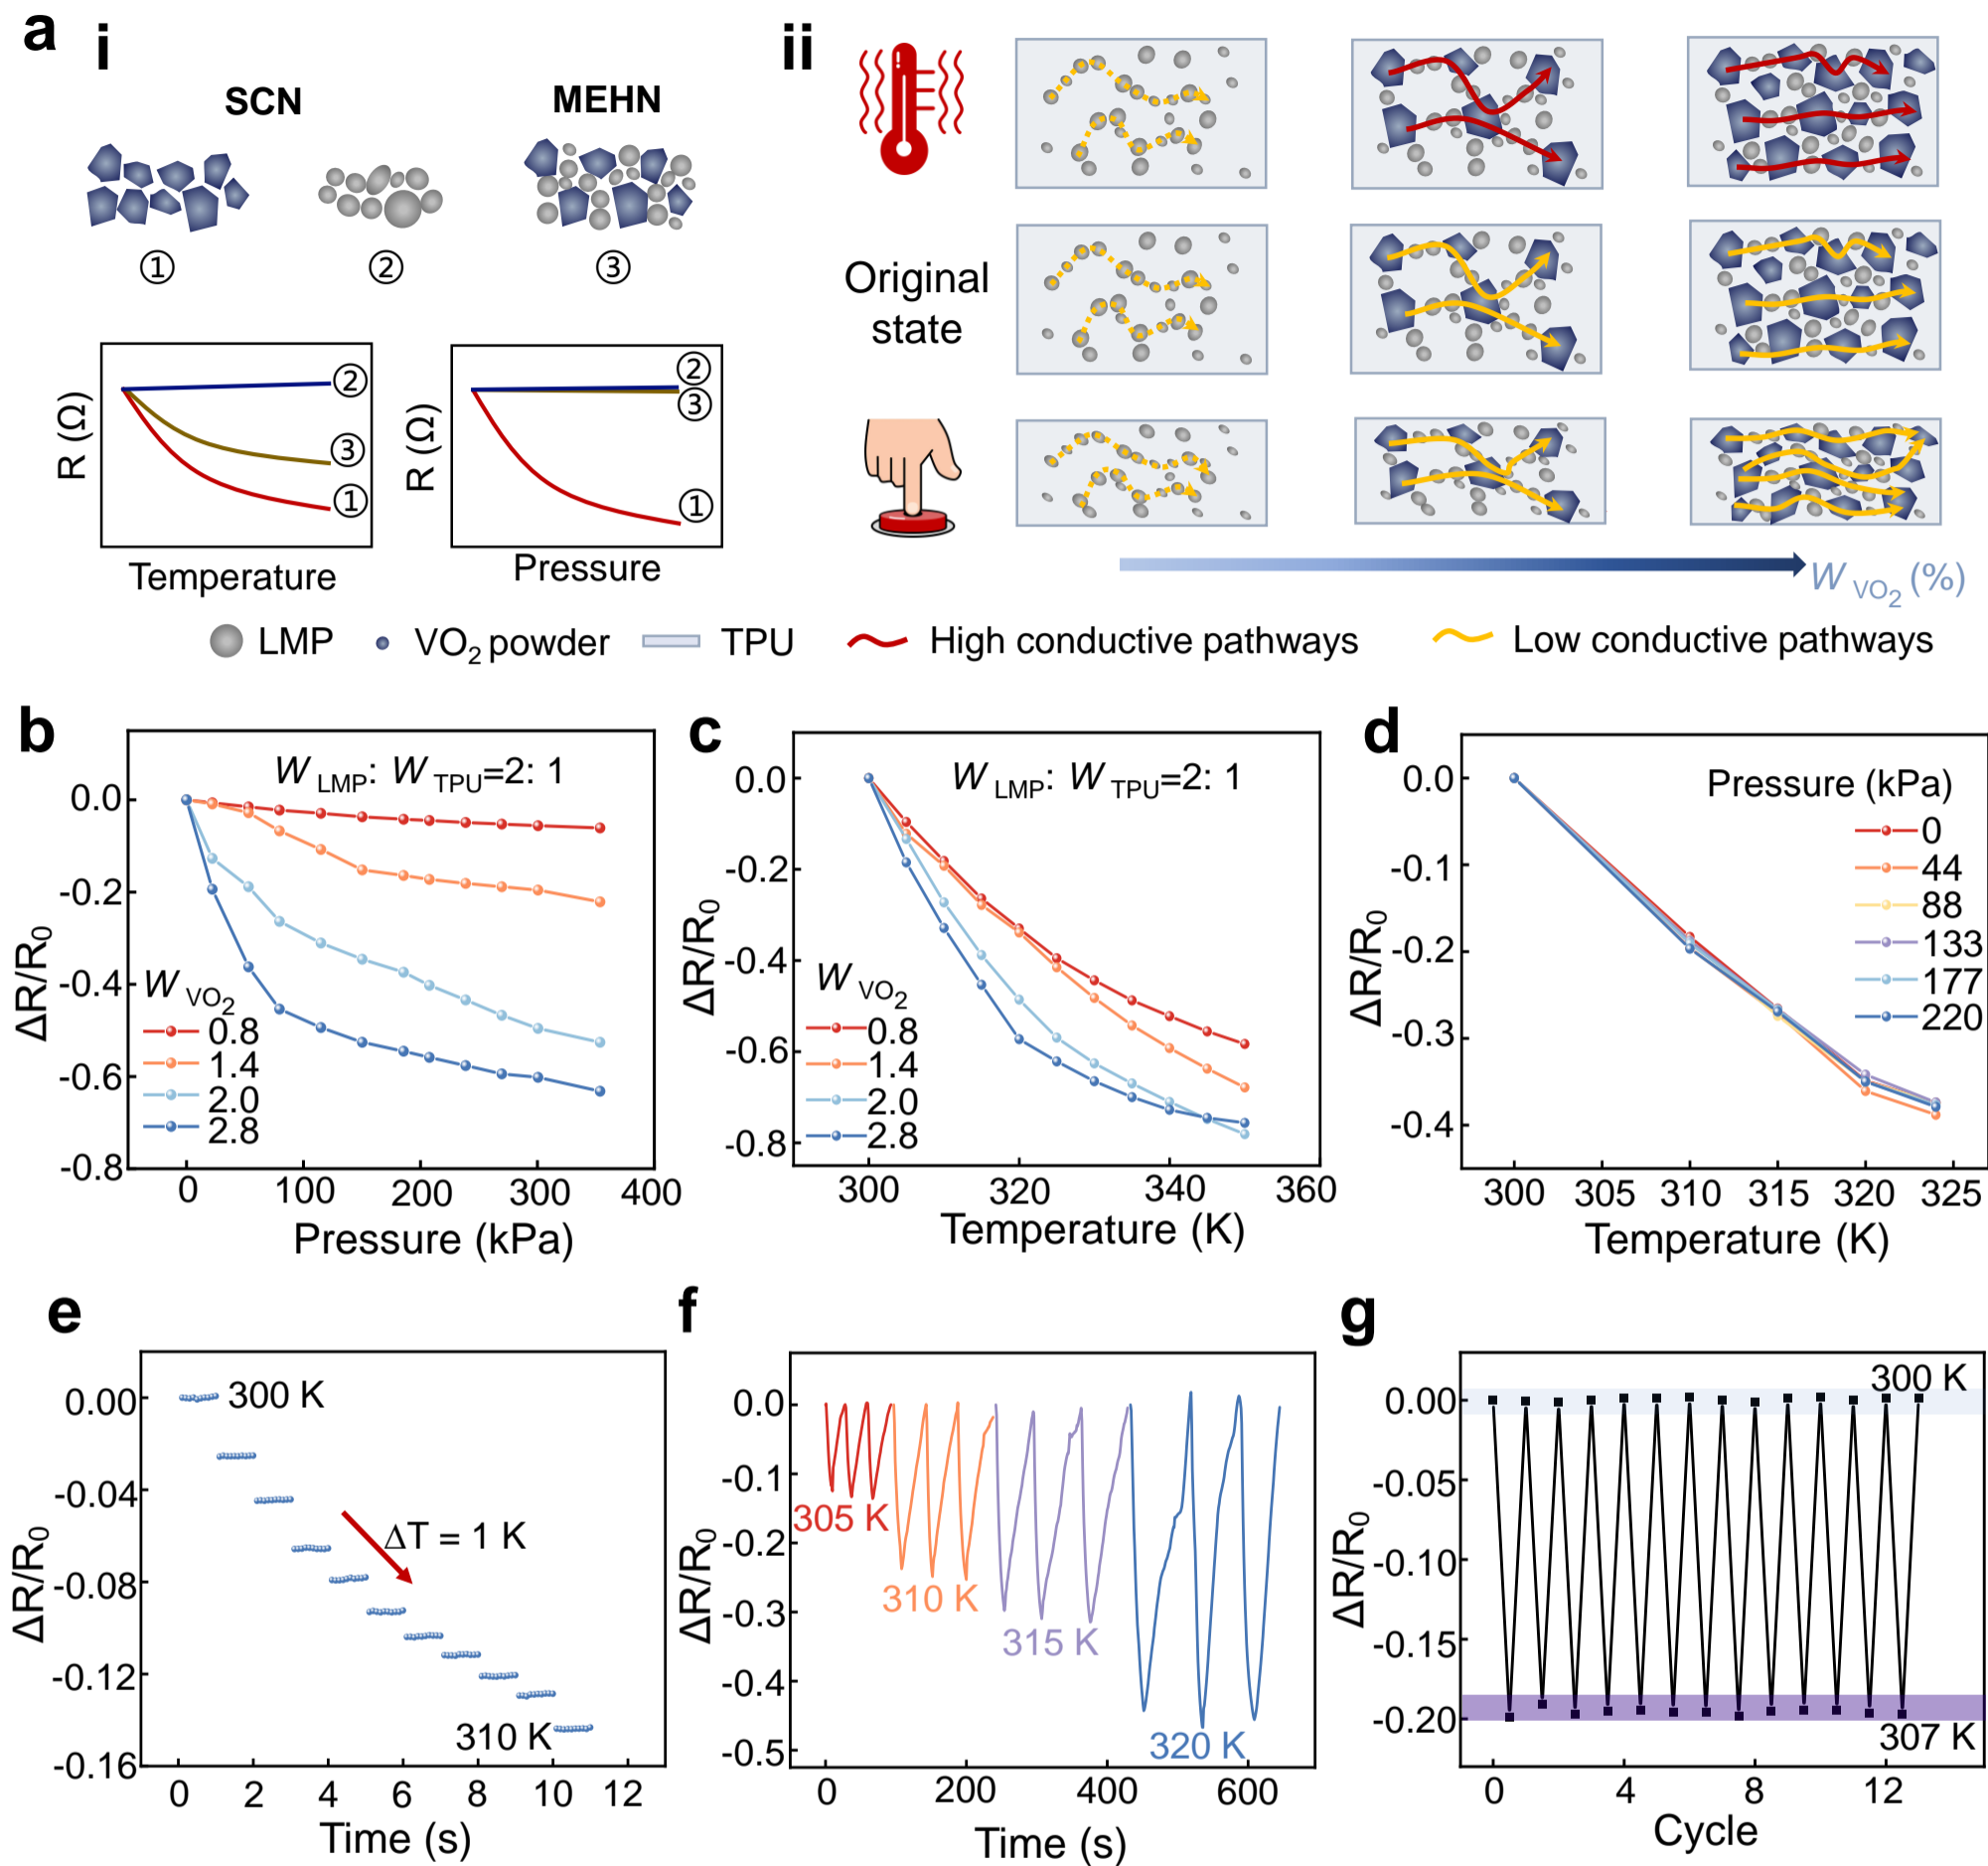 a
i
SCN
MEHN
①
②
③
R (Ω)
②
③
①
Temperature
R (Ω)
②
③
①
Pressure
ii
Original
state
W VO2 (%)
LMP
VO2 powder
TPU
High conductive pathways
Low conductive pathways
b
W LMP: W TPU=2: 1
ΔR/R0
0.0
-0.2
-0.4
-0.6
-0.8
W VO2
0.8
1.4
2.0
2.8
0
100
200
300
400
Pressure (kPa)
c
W LMP: W TPU=2: 1
ΔR/R0
0.0
-0.2
-0.4
-0.6
-0.8
W VO2
0.8
1.4
2.0
2.8
300
320
340
360
Temperature (K)
d
Pressure (kPa)
0
44
88
133
177
220
ΔR/R0
0.0
-0.1
-0.2
-0.3
-0.4
300
305
310
315
320
325
Temperature (K)
e
ΔR/R0
0.00
-0.04
-0.08
-0.12
-0.16
300 K
ΔT = 1 K
310 K
0
2
4
6
8
10
12
Time (s)
f
ΔR/R0
0.0
-0.1
-0.2
-0.3
-0.4
-0.5
305 K
310 K
315 K
320 K
0
200
400
600
Time (s)
g
ΔR/R0
0.00
-0.05
-0.10
-0.15
-0.20
300 K
307 K
0
4
8
12
Cycle